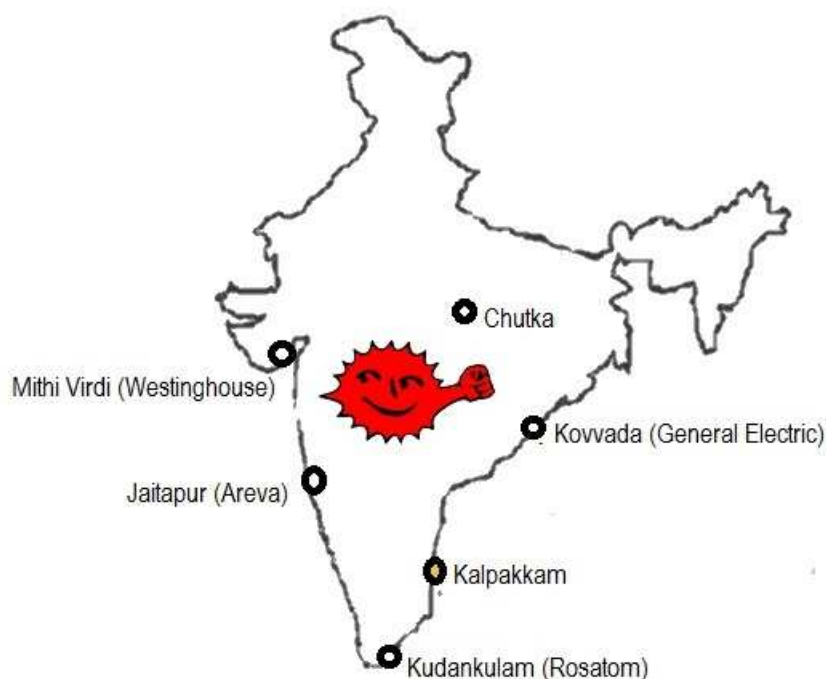 Chutka
Mithi Virdi (Westinghouse)
Kovvada (General Electric)
Jaitapur (Areva)
Kalpakkam
Kudankulam (Rosatom)